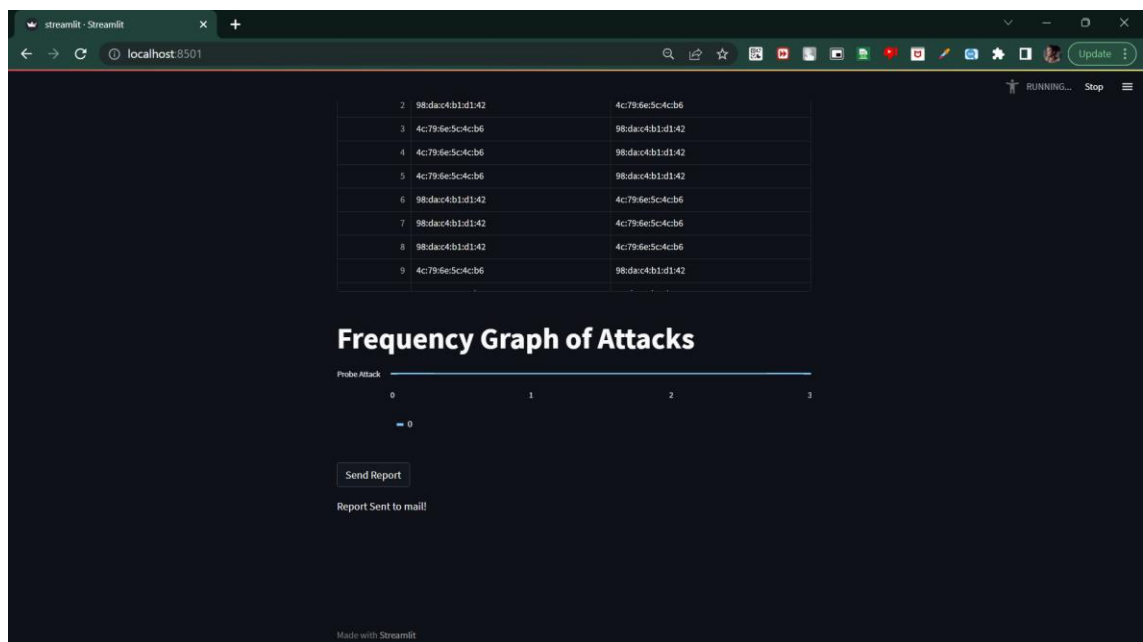 streamlit · Streamlit
localhost:8501
Update
RUNNING... Stop
2 98:da:c4:b1:d1:42 4c:79:6e:5c:4c:b6
3 4c:79:6e:5c:4c:b6 98:da:c4:b1:d1:42
4 4c:79:6e:5c:4c:b6 98:da:c4:b1:d1:42
5 4c:79:6e:5c:4c:b6 98:da:c4:b1:d1:42
6 98:da:c4:b1:d1:42 4c:79:6e:5c:4c:b6
7 98:da:c4:b1:d1:42 4c:79:6e:5c:4c:b6
8 98:da:c4:b1:d1:42 4c:79:6e:5c:4c:b6
9 4c:79:6e:5c:4c:b6 98:da:c4:b1:d1:42
Frequency Graph of Attacks
Probe Attack
0 1 2 3
0
Send Report
Report Sent to mail!
Made with Streamlit